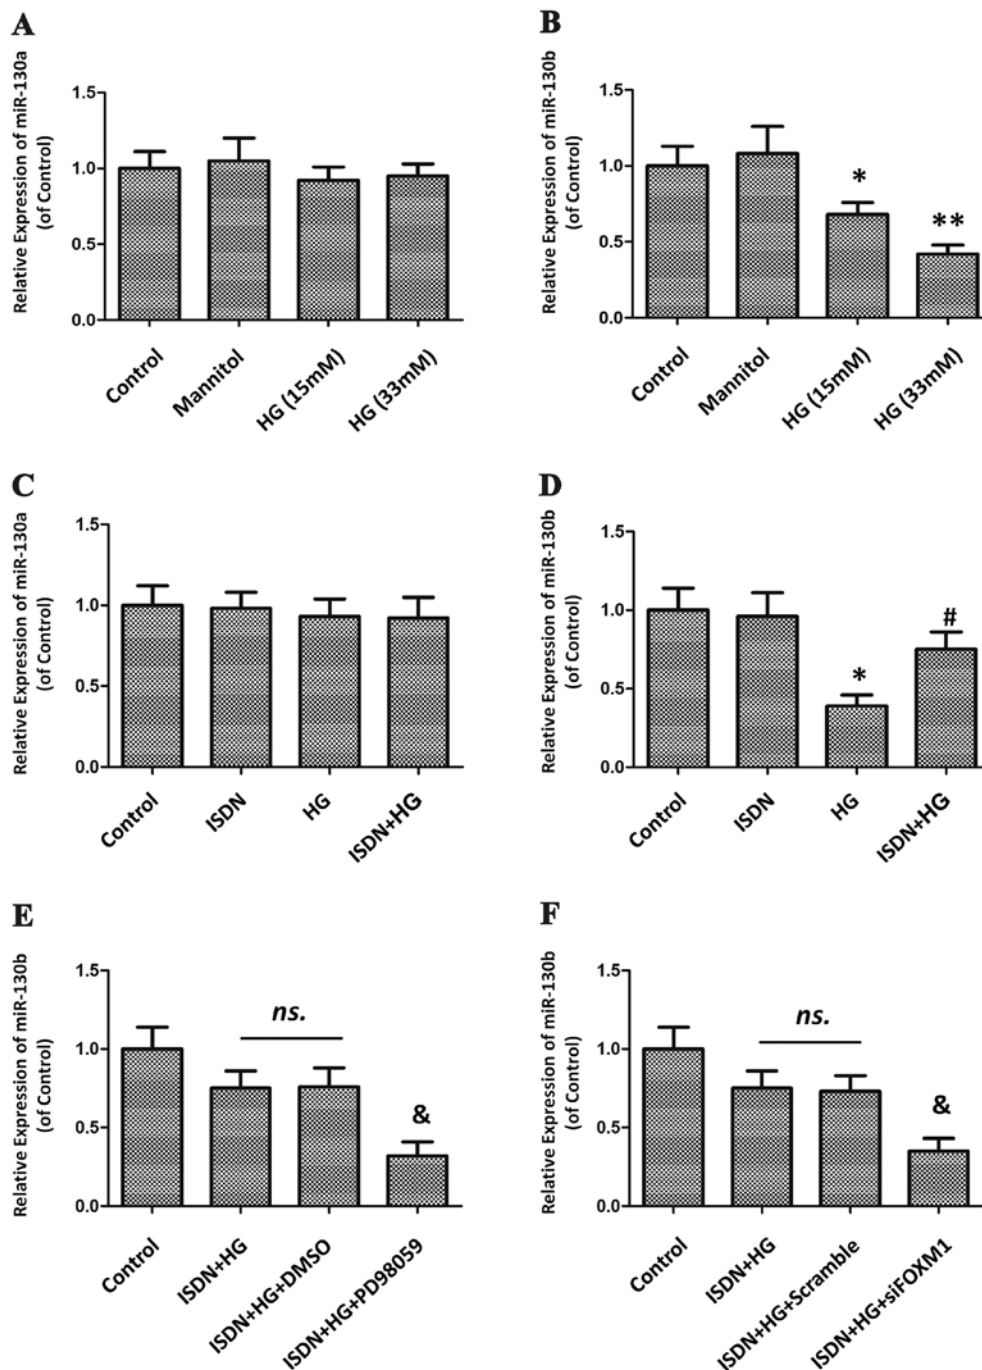 A
Relative Expression of miR-130a
(of Control)
1.5
1.0
0.5
0.0
Control
Mannitol
HG (15mM)
HG (33mM)
B
Relative Expression of miR-130b
(of Control)
1.5
1.0
0.5
0.0
*
**
Control
Mannitol
HG (15mM)
HG (33mM)
C
Relative Expression of miR-130a
(of Control)
1.5
1.0
0.5
0.0
Control
ISDN
HG
ISDN+HG
D
Relative Expression of miR-130b
(of Control)
1.5
1.0
0.5
0.0
*
#
Control
ISDN
HG
ISDN+HG
E
Relative Expression of miR-130b
(of Control)
1.5
1.0
0.5
0.0
ns.
&
Control
ISDN+HG
ISDN+HG+DMSO
ISDN+HG+PD98059
F
Relative Expression of miR-130b
(of Control)
1.5
1.0
0.5
0.0
ns.
&
Control
ISDN+HG
ISDN+HG+Scramble
ISDN+HG+siFOXM1